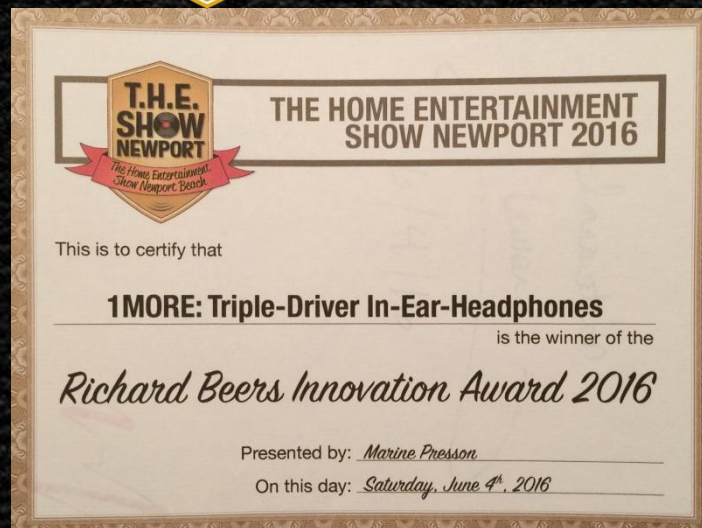 T.H.E.
SHOW
NEWPORT
The Home Entertainment
Show Newport Beach
THE HOME ENTERTAINMENT
SHOW NEWPORT 2016
This is to certify that
1MORE: Triple-Driver In-Ear-Headphones
is the winner of the
Richard Beers Innovation Award 2016
Presented by: Marine Presson
On this day: Saturday, June 4th, 2016